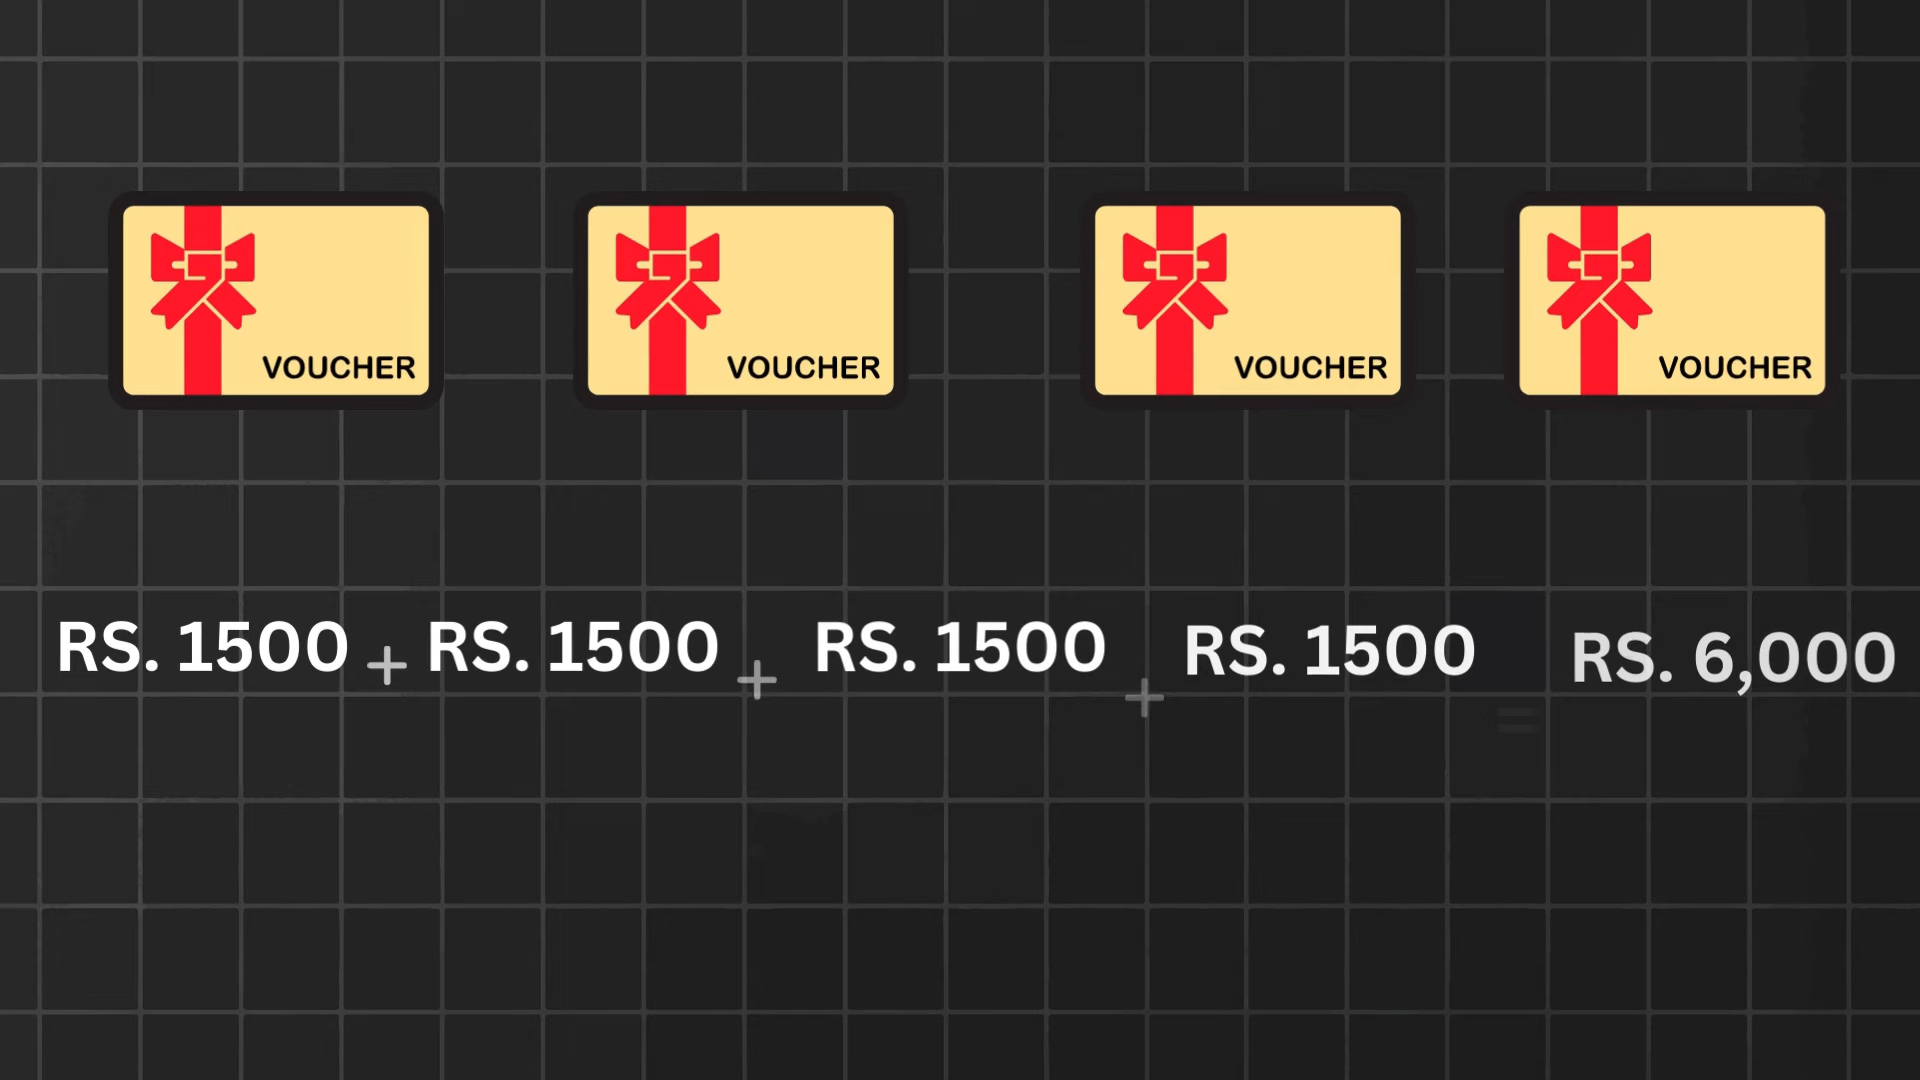 VOUCHER VOUCHER VOUCHER VOUCHER
RS. 1500 + RS. 1500 + RS. 1500 + RS. 1500 = RS. 6,000